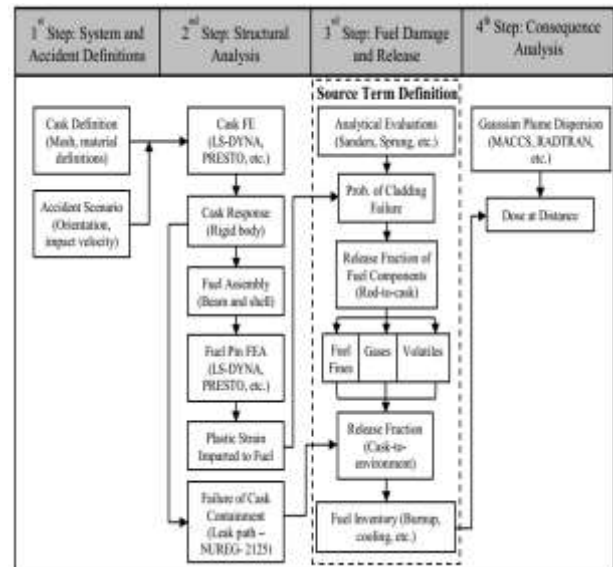 1st Step: System and
Accident Definitions
2nd Step: Structural
Analysis
3rd Step: Fuel Damage
and Release
4th Step: Consequence
Analysis
Cask Definition
(Mesh, material
definitions)
Accident Scenario
(Orientation,
impact velocity)
Cask FE
(LS-DYNA,
PRESTO, etc.)
Cask Response
(Rigid body)
Fuel Assembly
(Beam and shell)
Fuel Pin FEA
(LS-DYNA,
PRESTO, etc.)
Plastic Strain
Imparted to Fuel
Failure of Cask
Containment
(Leak path –
NUREG- 2125)
Source Term Definition
Analytical Evaluations
(Sanders, Sprung, etc.)
Prob. of Cladding
Failure
Release Fraction of
Fuel Components
(Rod-to-cask)
Fuel
Fines
Gases
Volatiles
Release Fraction
(Cask-to-
environment)
Fuel Inventory (Burnup,
cooling, etc.)
Gaussian Plume Dispersion
(MACCS, RADTRAN,
etc.)
Dose at Distance